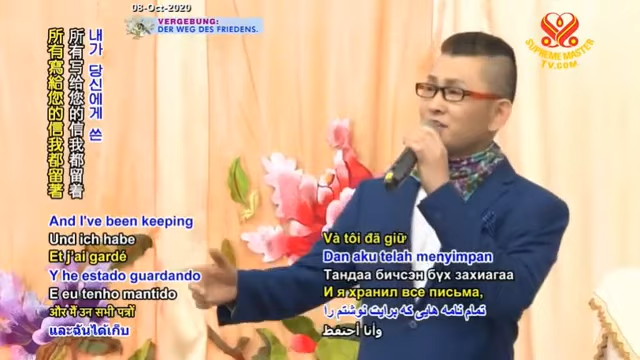 08-Oct-2020
VERGEBUNG:
DER WEG DES FRIEDENS.
SUPREME MASTER
TV.COM
내가 당신에게 쓴
所有写给您的信我都留着
所有寫給您的信我都留著
And I've been keeping
Und ich habe
Et j'ai gardé
Y he estado guardando
E eu tenho mantido
और मैं उन सभी पत्रों
และฉันได้เก็บ
Và tôi đã giữ
Dan aku telah menyimpan
Тандаа бичсэн бүх захиагаа
И я хранил все письма,
تمام نامه هایی که برایت نوشتم را
وأنا أحتفظ